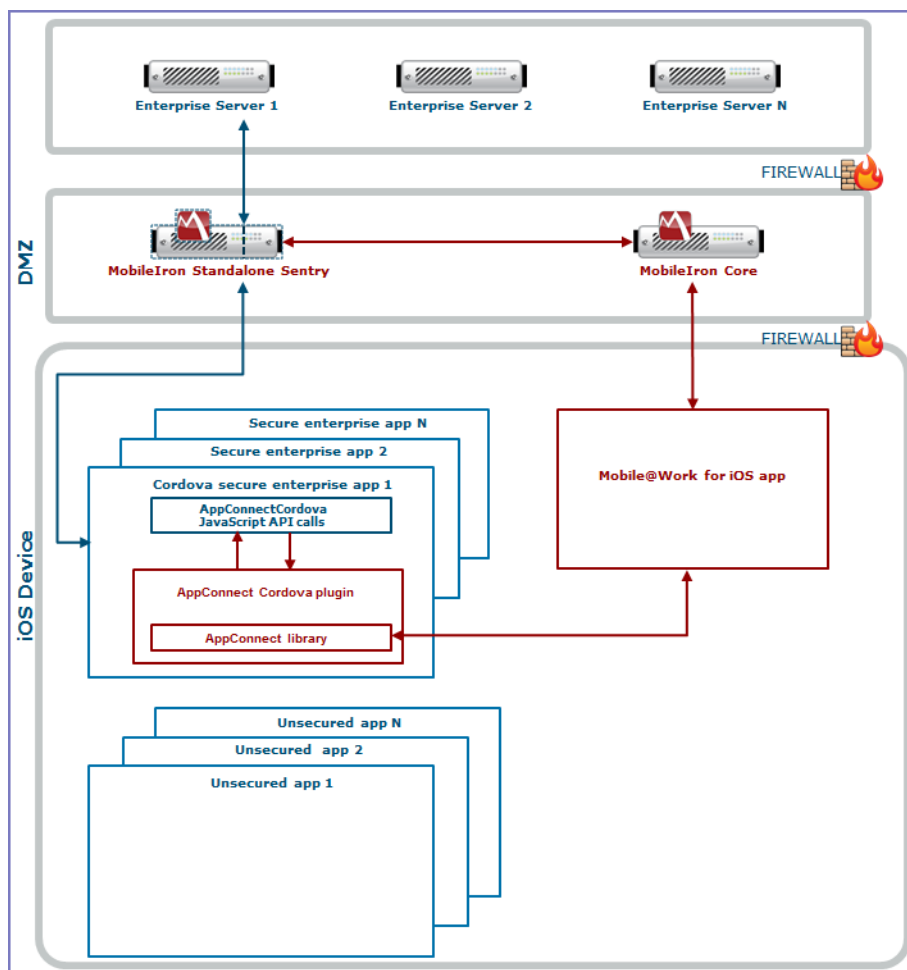 Enterprise Server 1
Enterprise Server 2
Enterprise Server N
FIREWALL
DMZ
MobileIron Standalone Sentry
MobileIron Core
FIREWALL
iOS Device
Secure enterprise app N
Secure enterprise app 2
Cordova secure enterprise app 1
AppConnectCordova
JavaScript API calls
AppConnect Cordova plugin
AppConnect library
Mobile@Work for iOS app
Unsecured app N
Unsecured app 2
Unsecured app 1